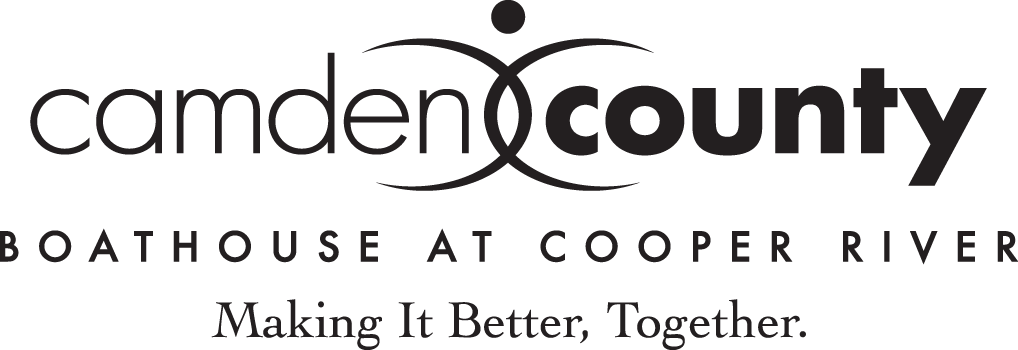 camden county
BOATHOUSE AT COOPER RIVER
Making It Better, Together.